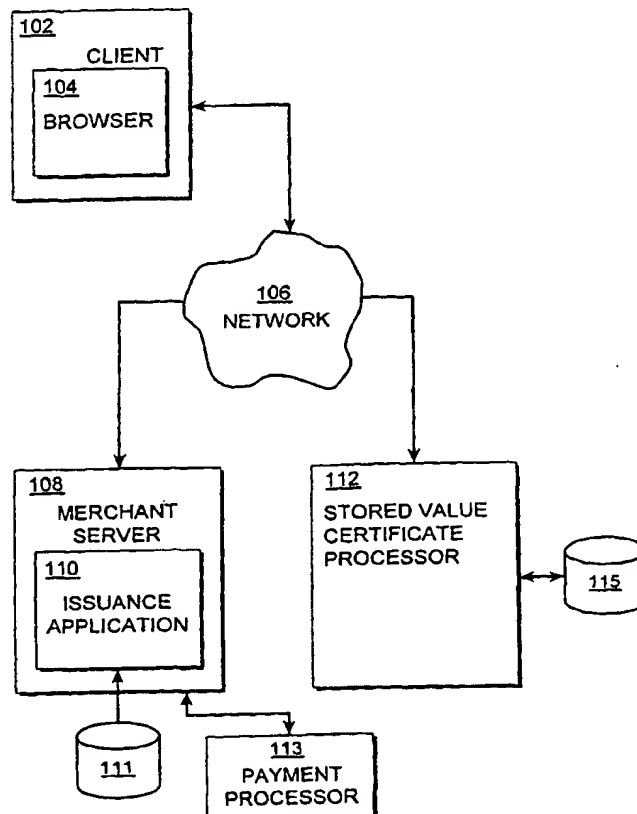 102
CLIENT
104
BROWSER
106
NETWORK
108
MERCHANT
SERVER
110
ISSUANCE
APPLICATION
111
112
STORED VALUE
CERTIFICATE
PROCESSOR
115
113
PAYMENT
PROCESSOR